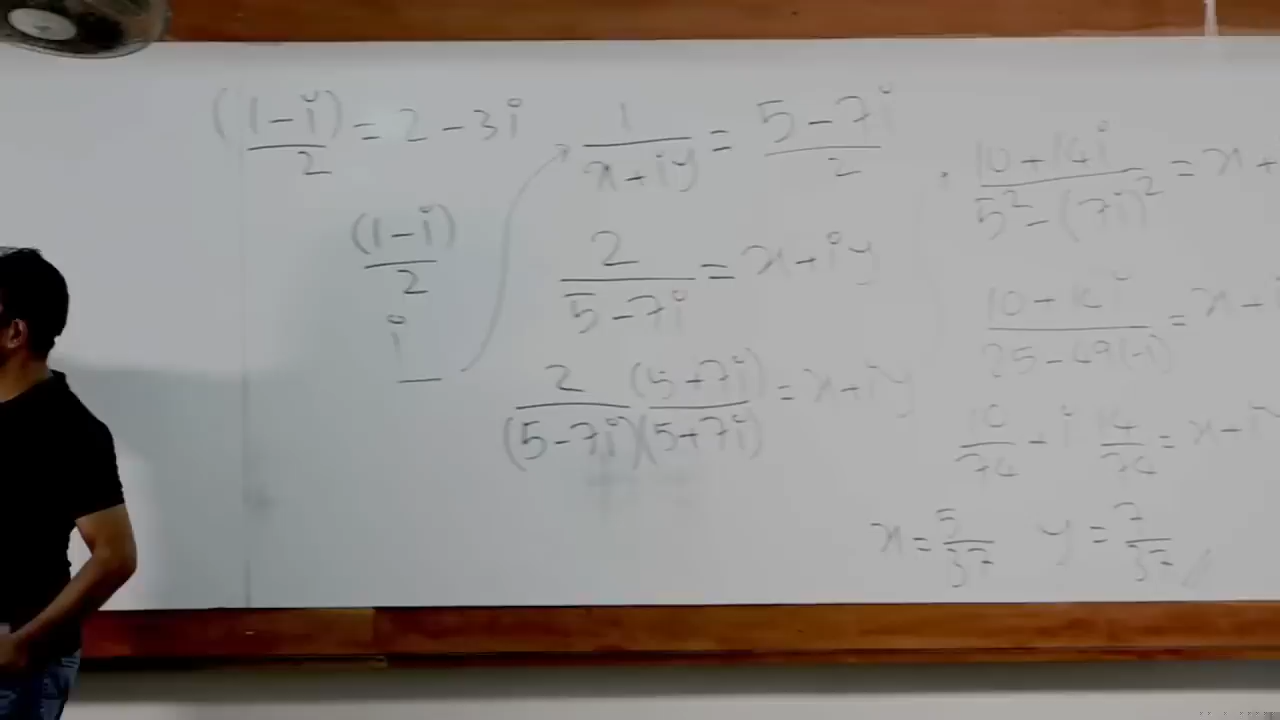 (1-i)/2 = 2-3i
(1-i)/2
i
1/(x+iy) = (5-7i)/2
2/(5-7i) = x+iy
2/(5-7i) (5+7i)/(5+7i) = x+iy
(10+14i)/(5²-(7i)²) = x+
(10+14i)/(25-49(-1)) = x+i
10/74 + i 14/74 = x+iy
x = 5/37 y = 7/37